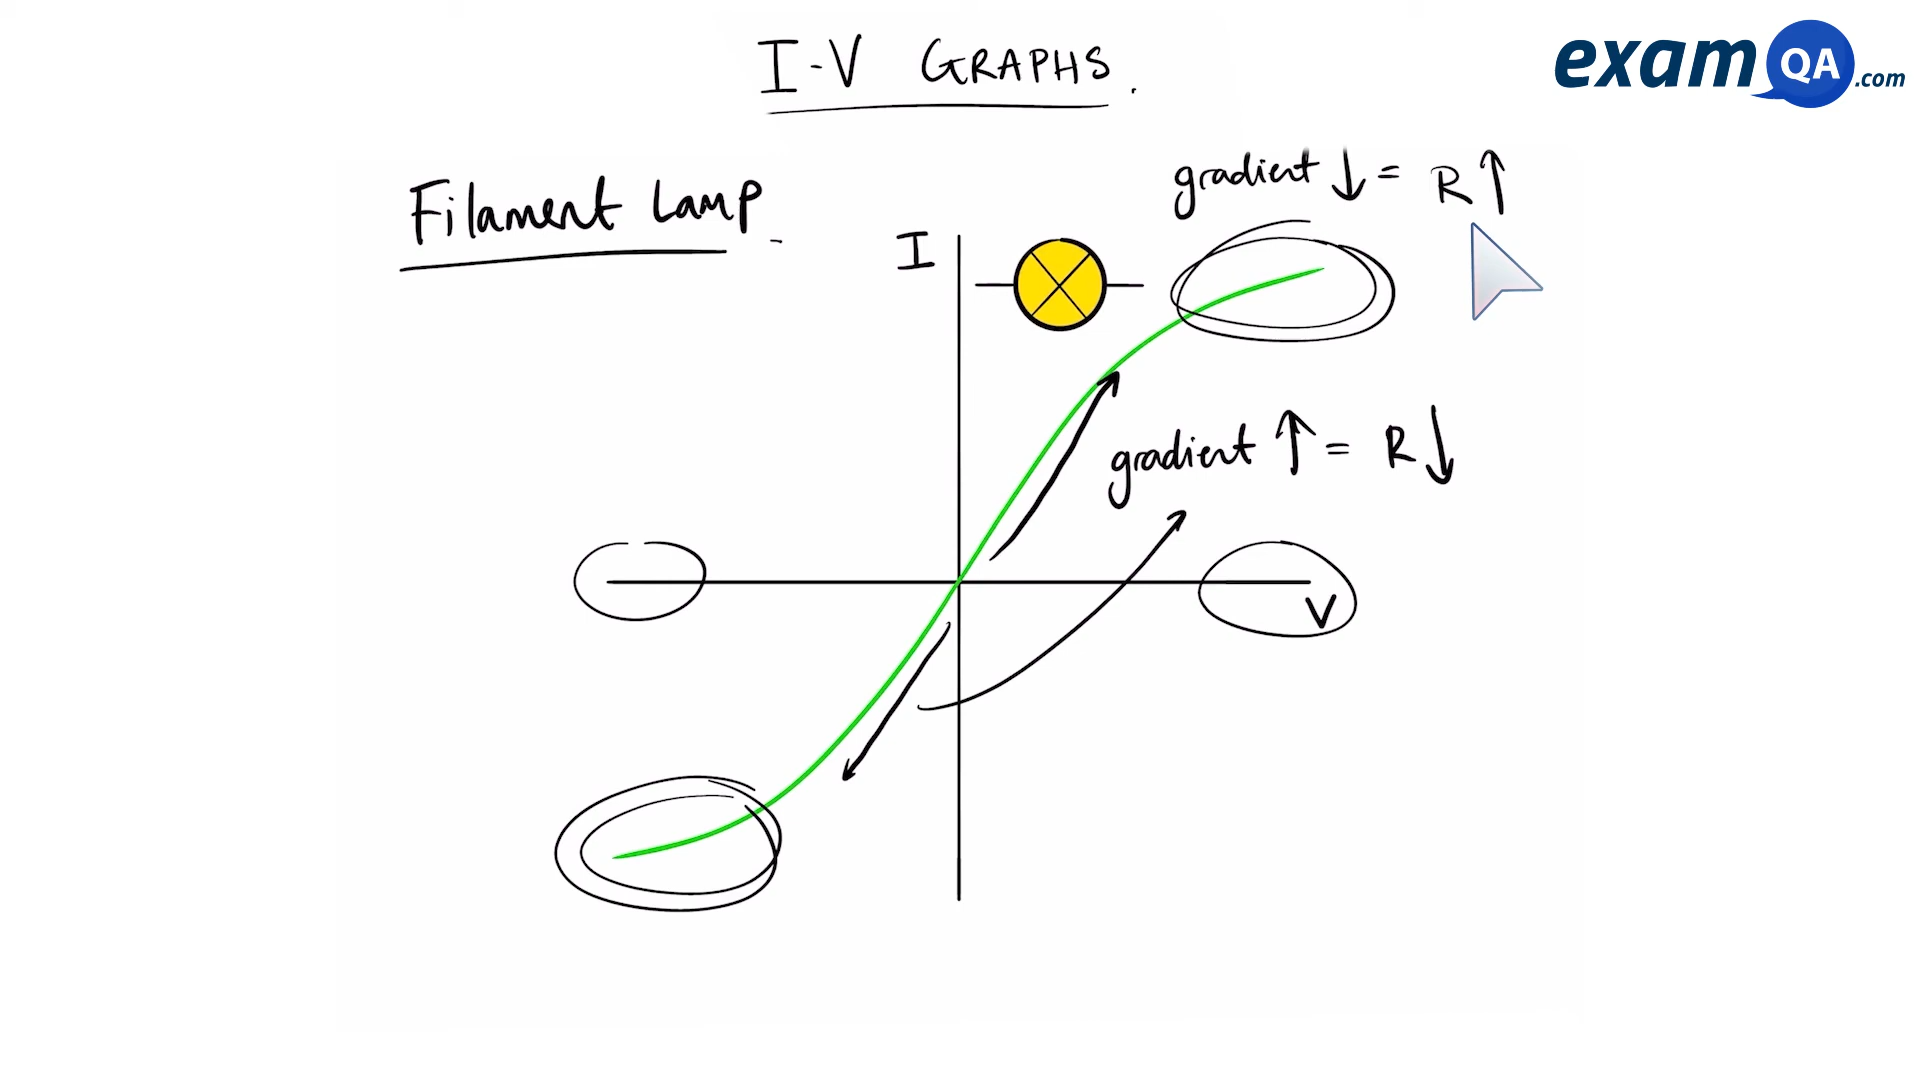 I-V GRAPHS.
examQA.com
Filament Lamp.
gradient ↓ = R ↑
I
gradient ↑ = R ↓
V